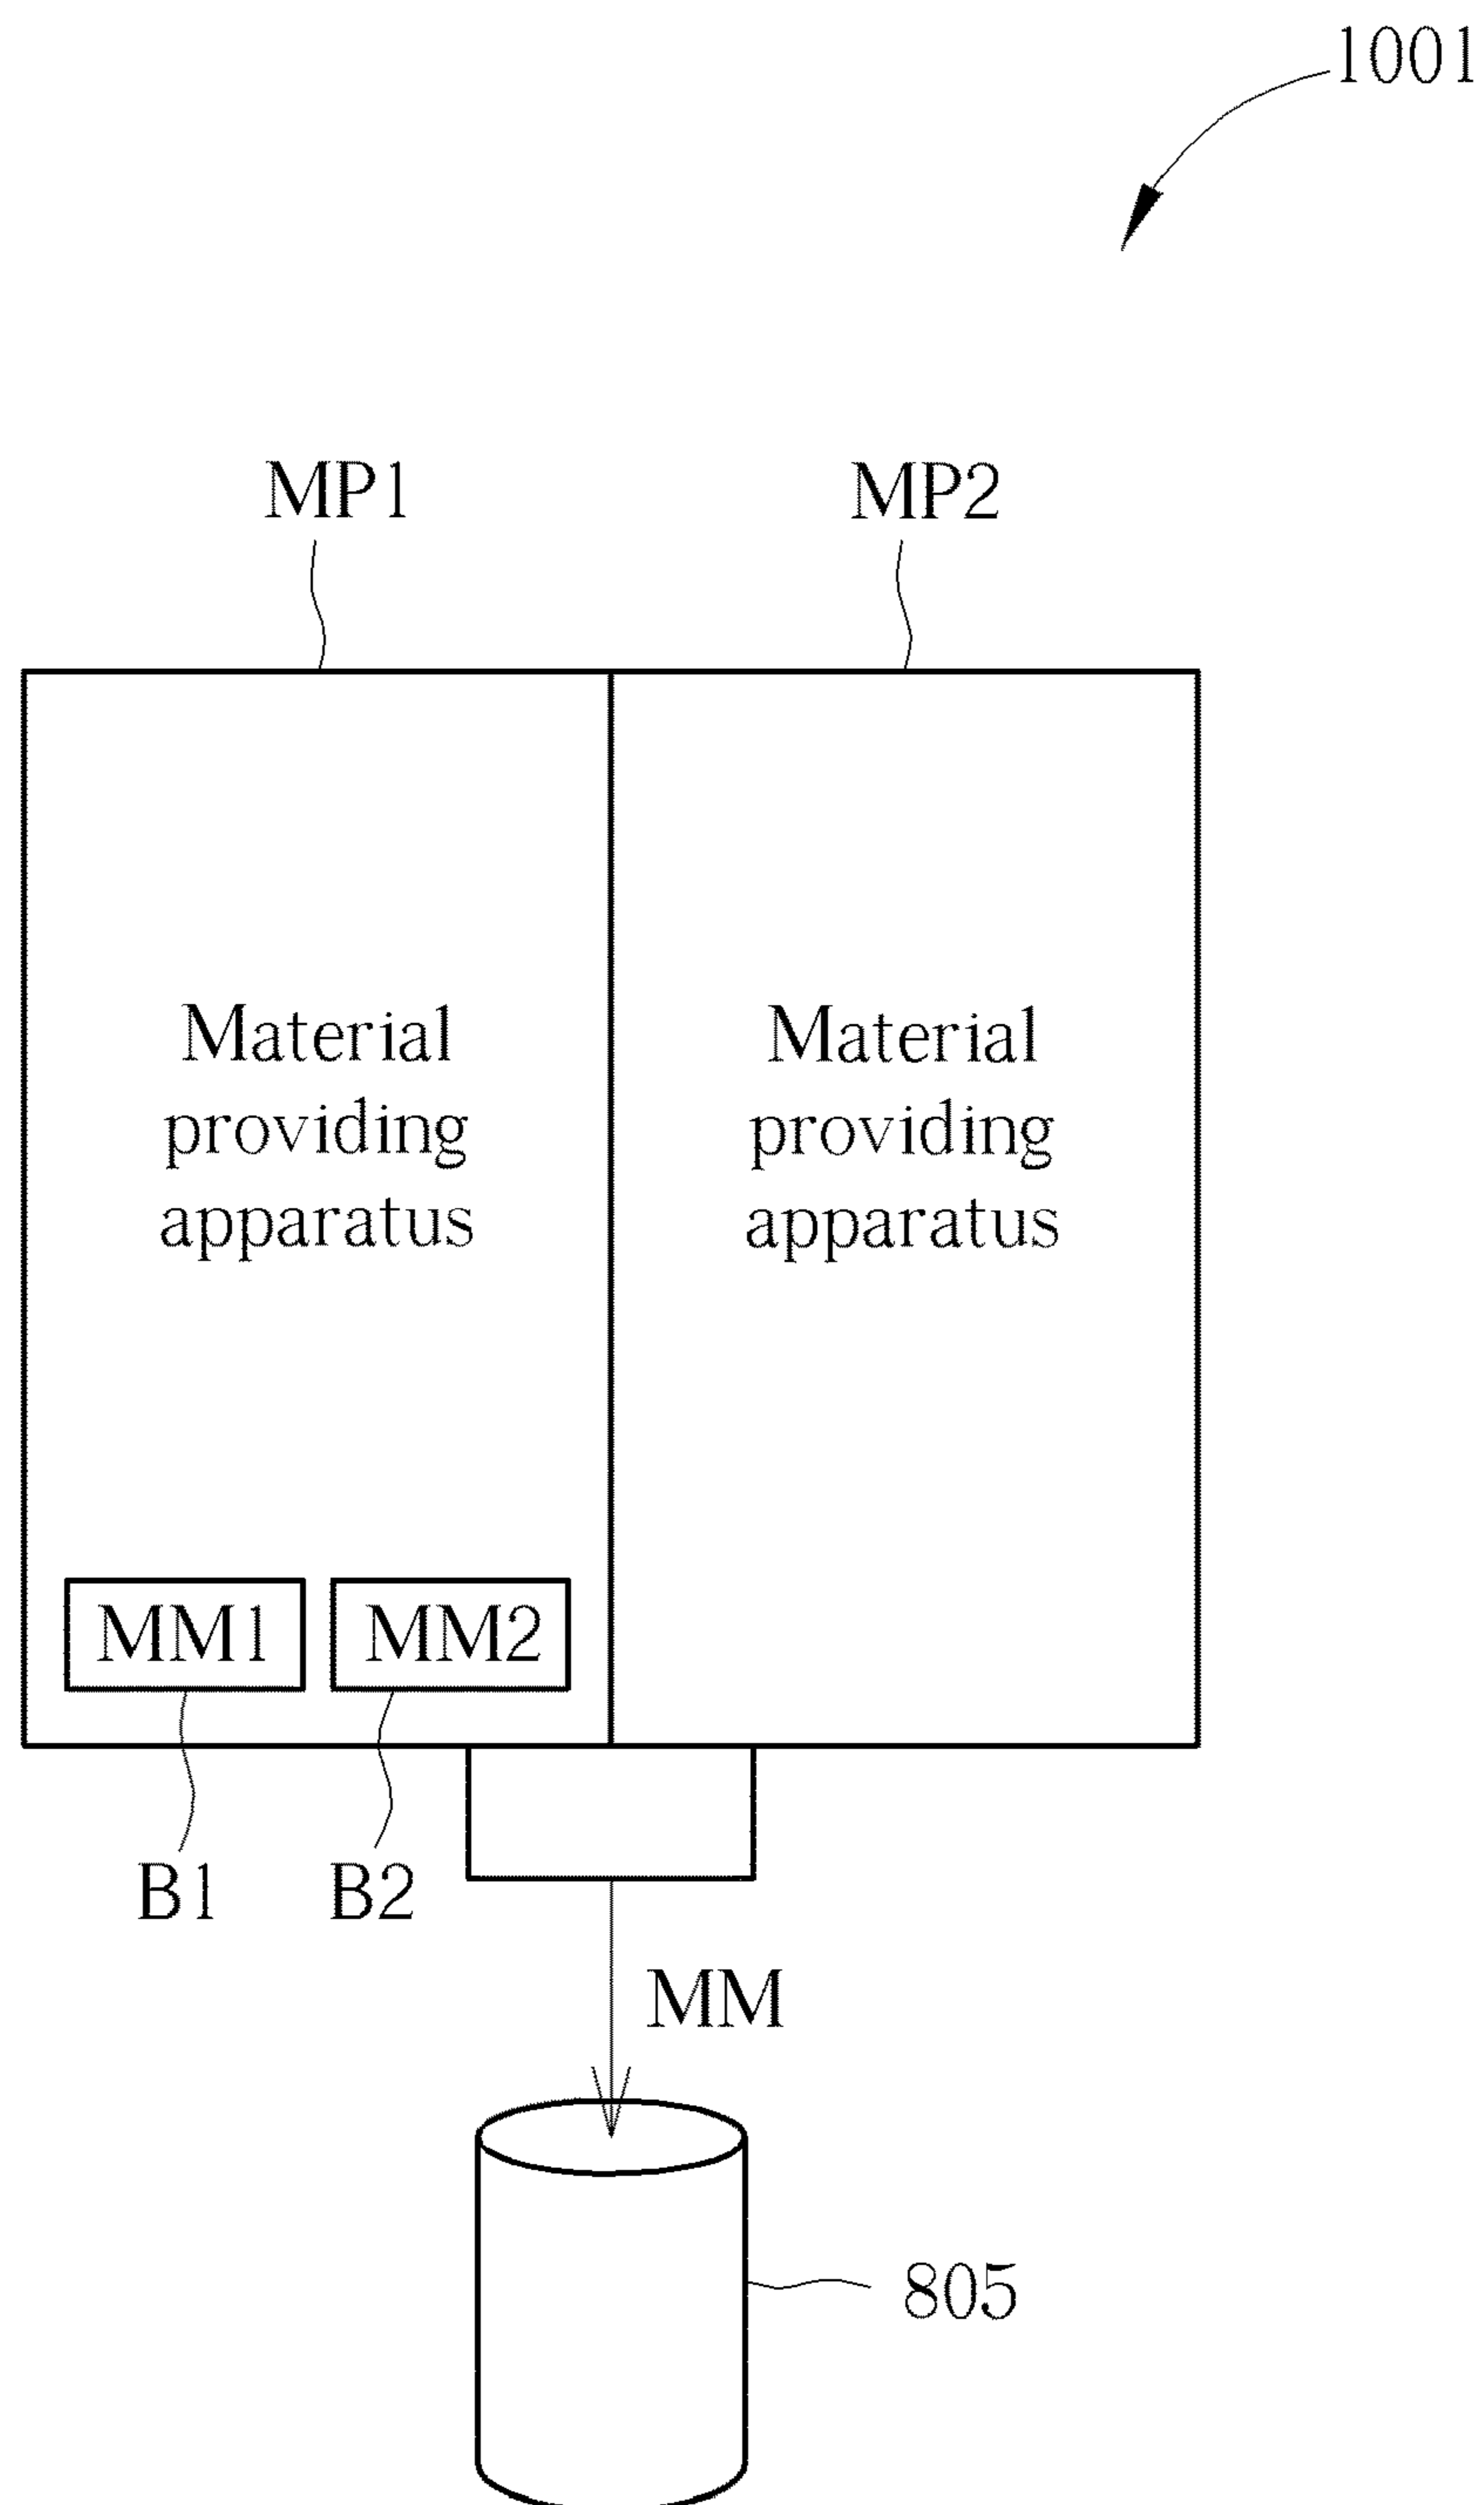 1001
MP1
MP2
Material
providing
apparatus
Material
providing
apparatus
MM1
MM2
B1
B2
MM
805